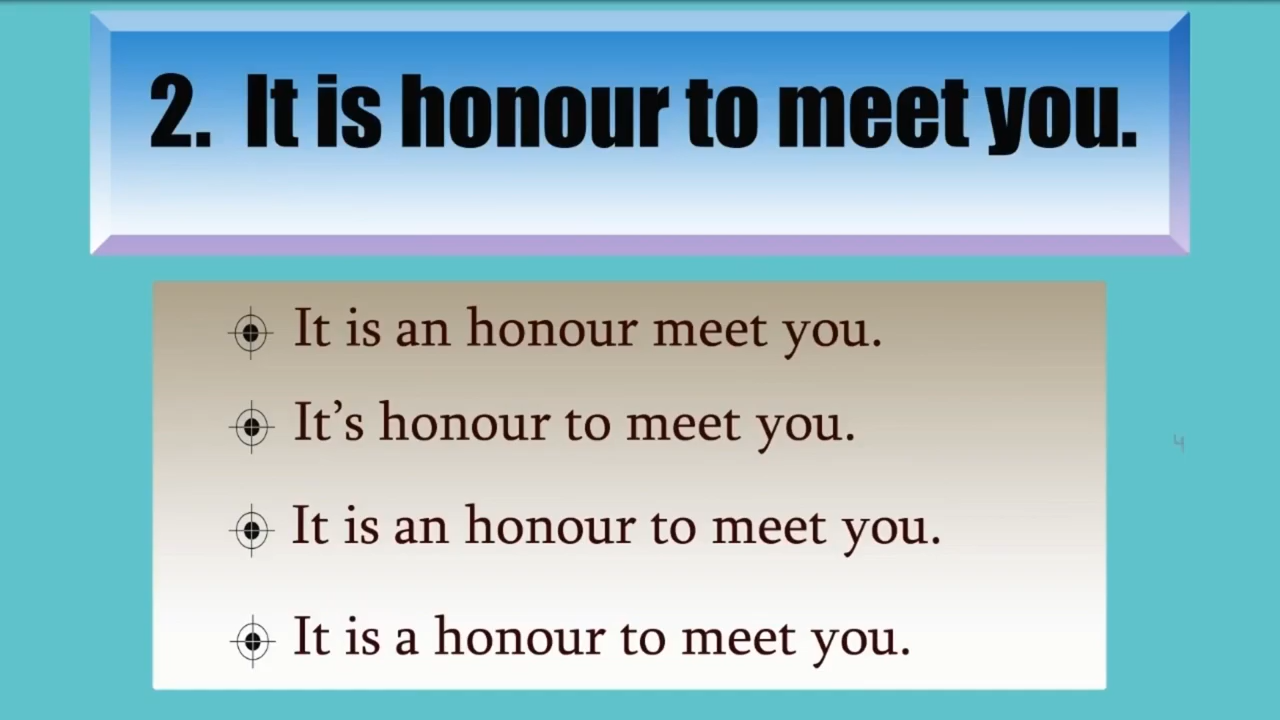 2. It is honour to meet you.
It is an honour meet you.
It's honour to meet you.
It is an honour to meet you.
It is a honour to meet you.